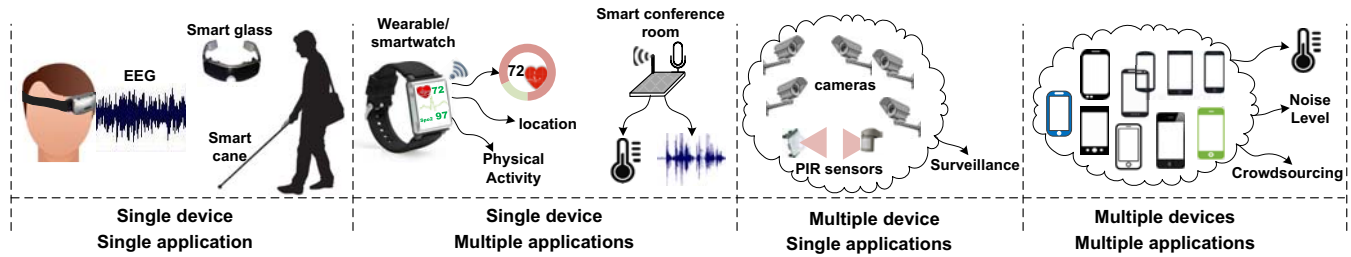 EEG
Smart glass
Smart
cane
Single device
Single application
Wearable/
smartwatch
72
Spo2 97
72
location
Physical
Activity
Smart conference
room
Single device
Multiple applications
cameras
PIR sensors
Surveillance
Multiple device
Single applications
Noise
Level
Crowdsourcing
Multiple devices
Multiple applications